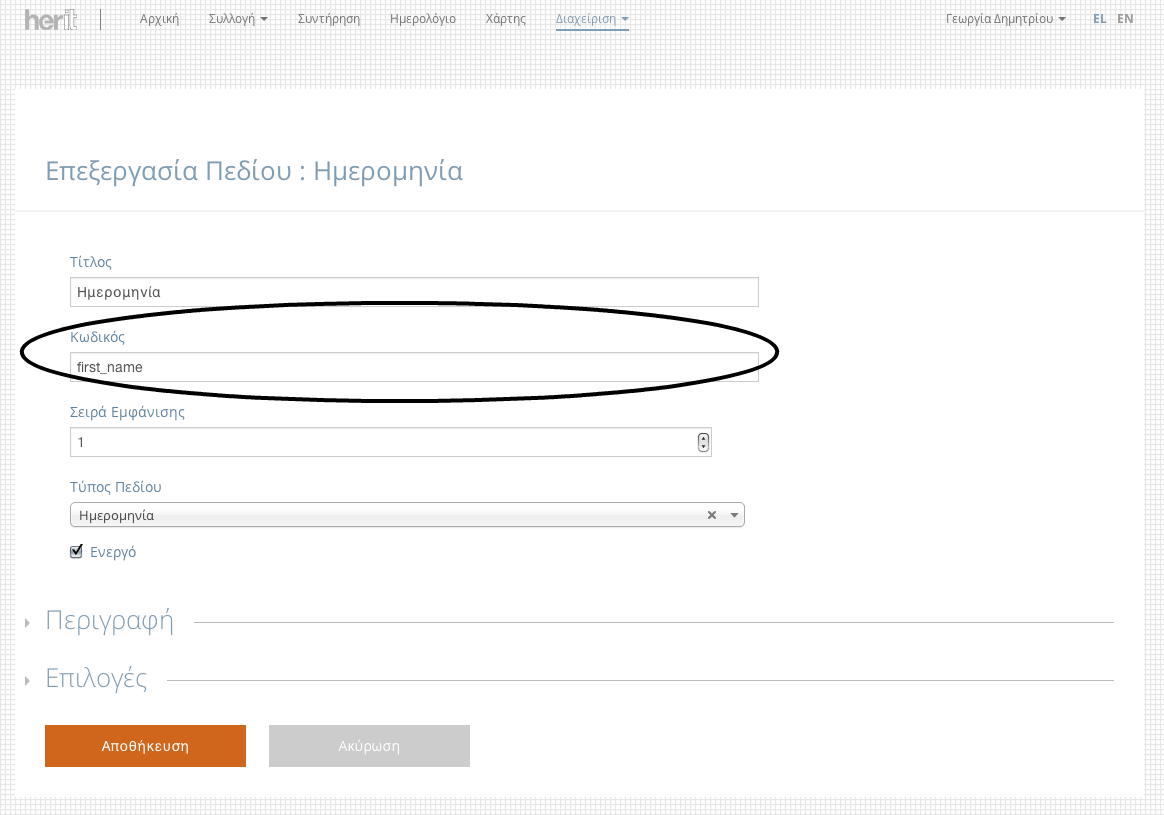 herit Αρχική Συλλογή Συντήρηση Ημερολόγιο Χάρτης Διαχείριση Γεωργία Δημητρίου EL EN
Επεξεργασία Πεδίου : Ημερομηνία
Τίτλος
Ημερομηνία
Κωδικός
first_name
Σειρά Εμφάνισης
1
Τύπος Πεδίου
Ημερομηνία
Ενεργό
Περιγραφή
Επιλογές
Αποθήκευση Ακύρωση